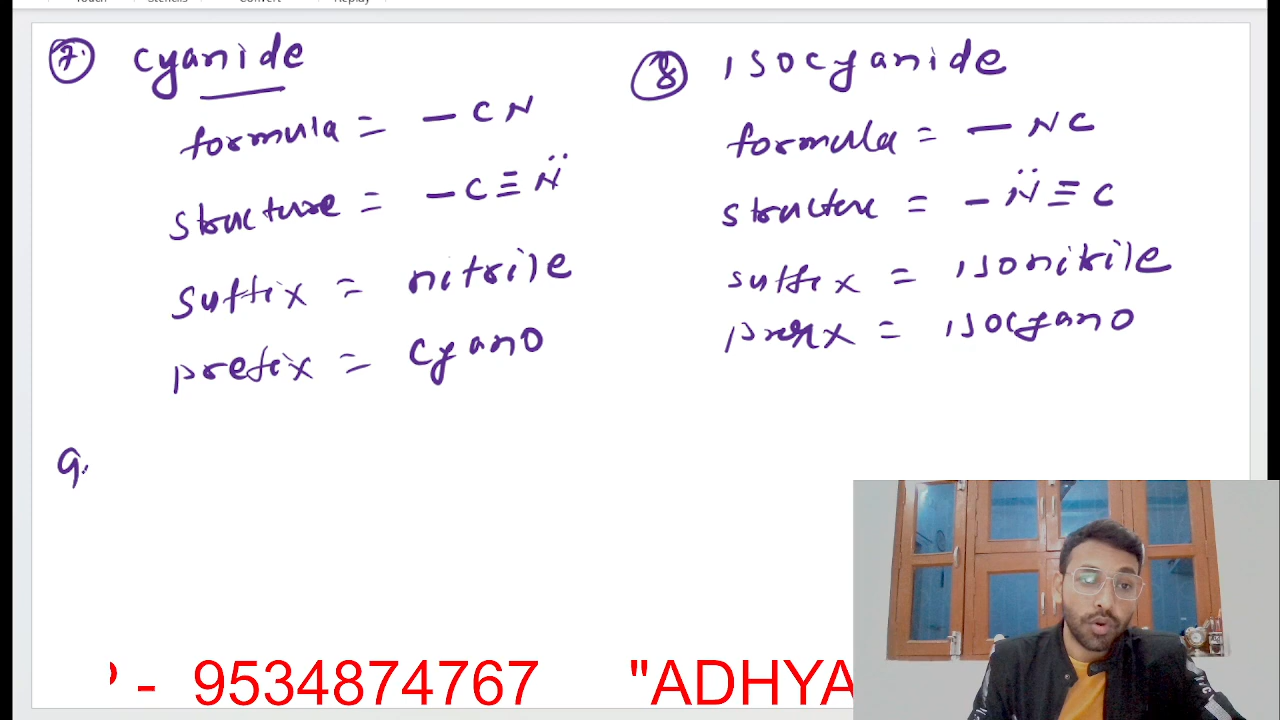 7. Cyanide
formula = - CN
structure = - C ≡ N̈
suffix = nitrile
prefix = Cyano
8 isocyanide
formula = - NC
structure = - N̈ ≡ C
suffix = isonitrile
prefix = isocyano
9.
P - 9534874767 "ADHYA